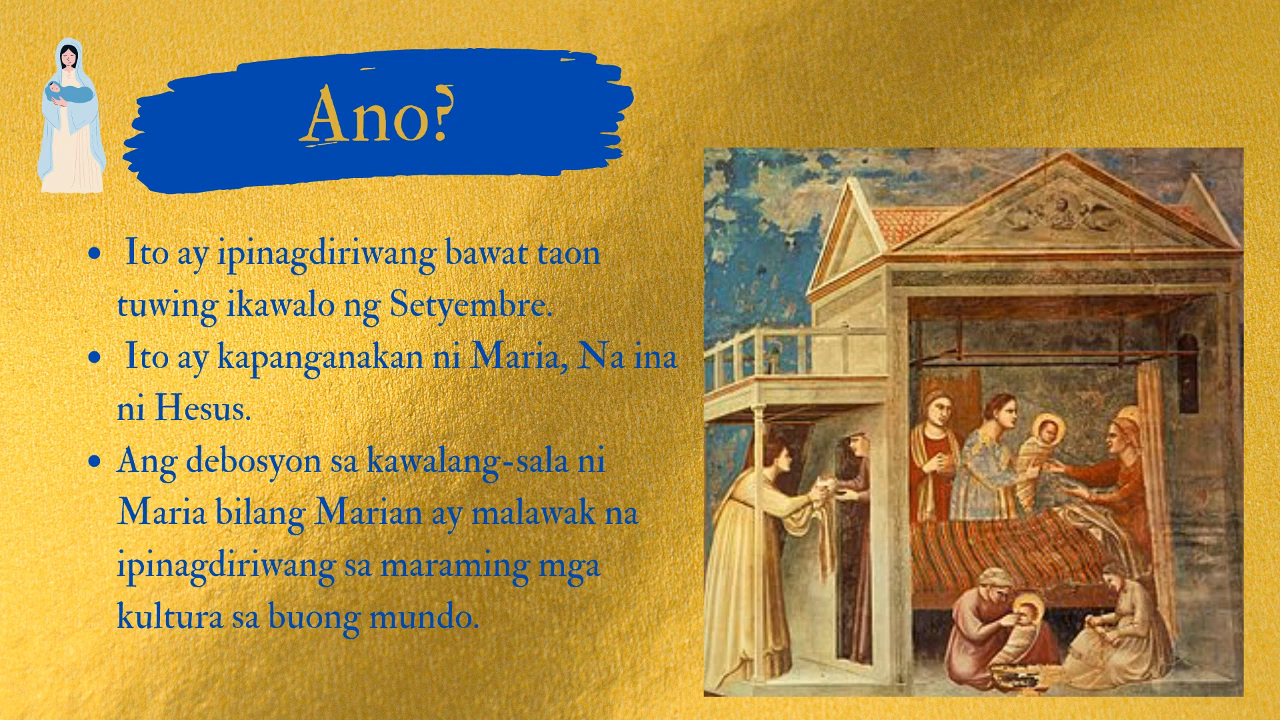 Ano?
• Ito ay ipinagdiriwang bawat taon
tuwing ikawalo ng Setyembre.
• Ito ay kapanganakan ni Maria, Na ina
ni Hesus.
• Ang debosyon sa kawalang-sala ni
Maria bilang Marian ay malawak na
ipinagdiriwang sa maraming mga
kultura sa buong mundo.